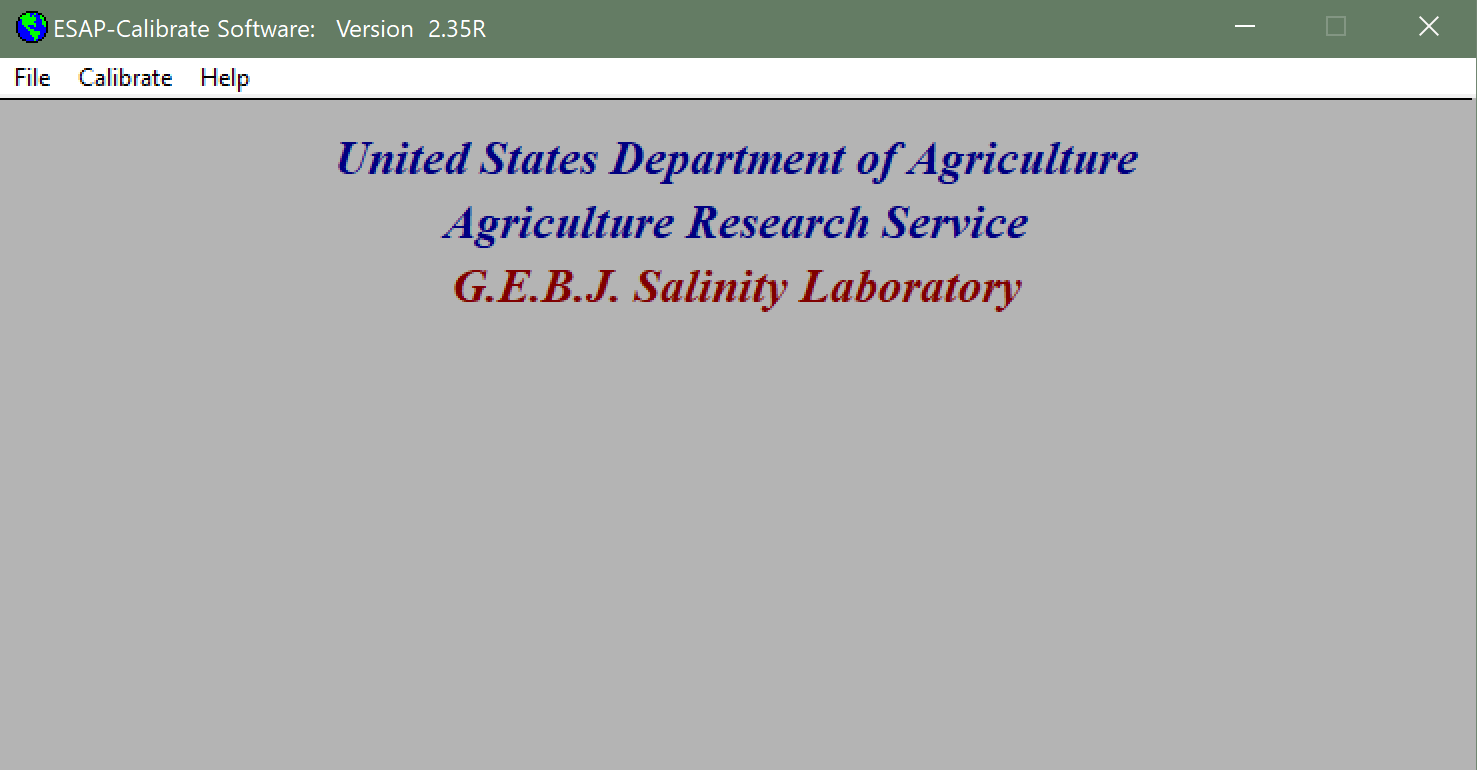 ESAP-Calibrate Software:   Version  2.35R
File Calibrate Help
United States Department of Agriculture
Agriculture Research Service
G.E.B.J. Salinity Laboratory